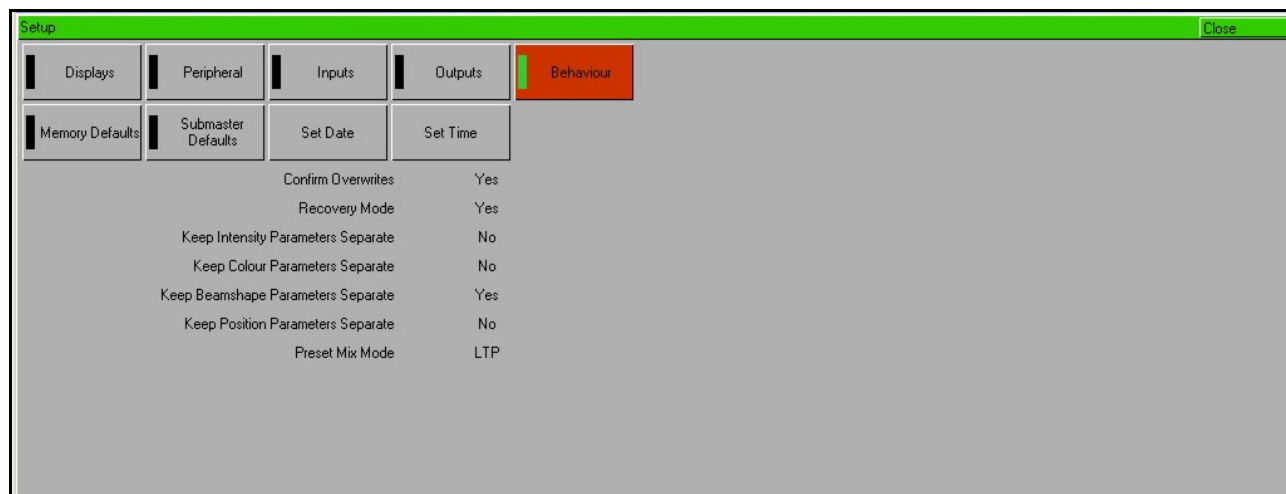 Setup Close
Displays Peripheral Inputs Outputs Behaviour
Memory Defaults Submaster Defaults Set Date Set Time
Confirm Overwrites Yes
Recovery Mode Yes
Keep Intensity Parameters Separate No
Keep Colour Parameters Separate No
Keep Beamshape Parameters Separate Yes
Keep Position Parameters Separate No
Preset Mix Mode LTP